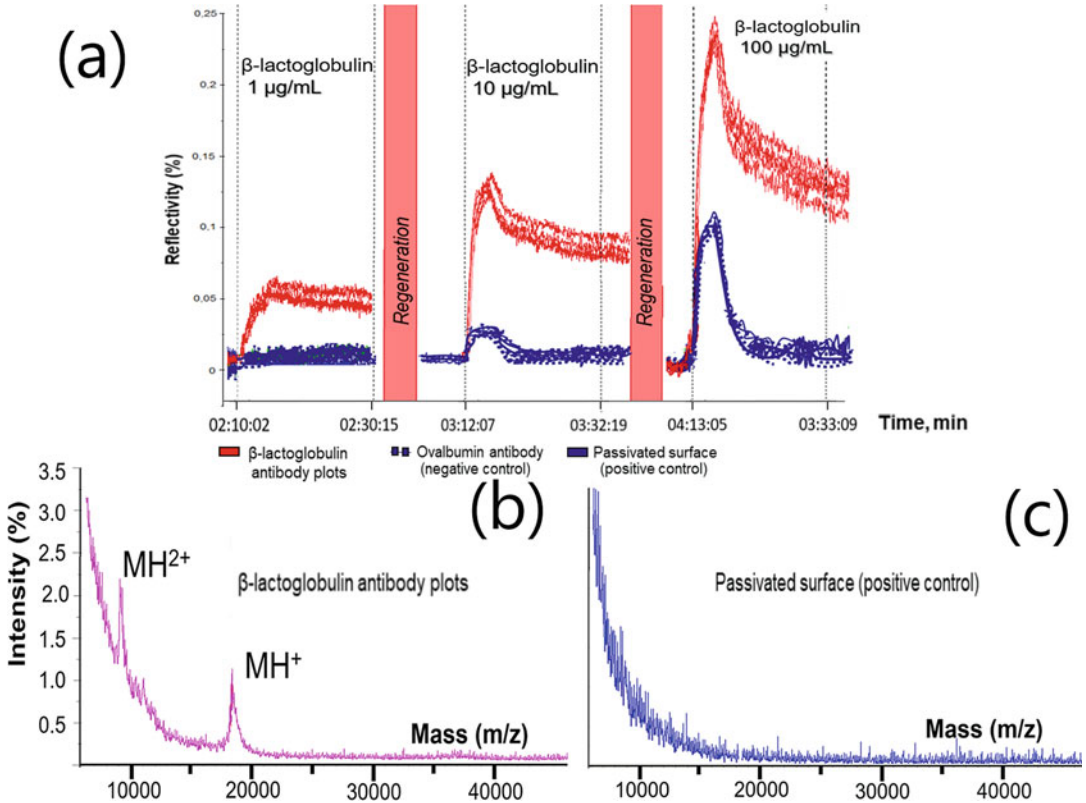 (a)
0,25
0,2
0,15
0,1
0,05
0
Reflectivity (%)
β-lactoglobulin
1 µg/mL
Regeneration
β-lactoglobulin
10 µg/mL
Regeneration
β-lactoglobulin
100 µg/mL
02:10:02 02:30:15 03:12:07 03:32:19 04:13:05 03:33:09 Time, min
β-lactoglobulin
antibody plots
Ovalbumin antibody
(negative control)
Passivated surface
(positive control)
(b)
3.5
3.0
2.5
2.0
1.5
1.0
0.5
Intensity (%)
MH2+
β-lactoglobulin antibody plots
MH+
Mass (m/z)
10000 20000 30000 40000
(c)
Passivated surface (positive control)
Mass (m/z)
10000 20000 30000 40000